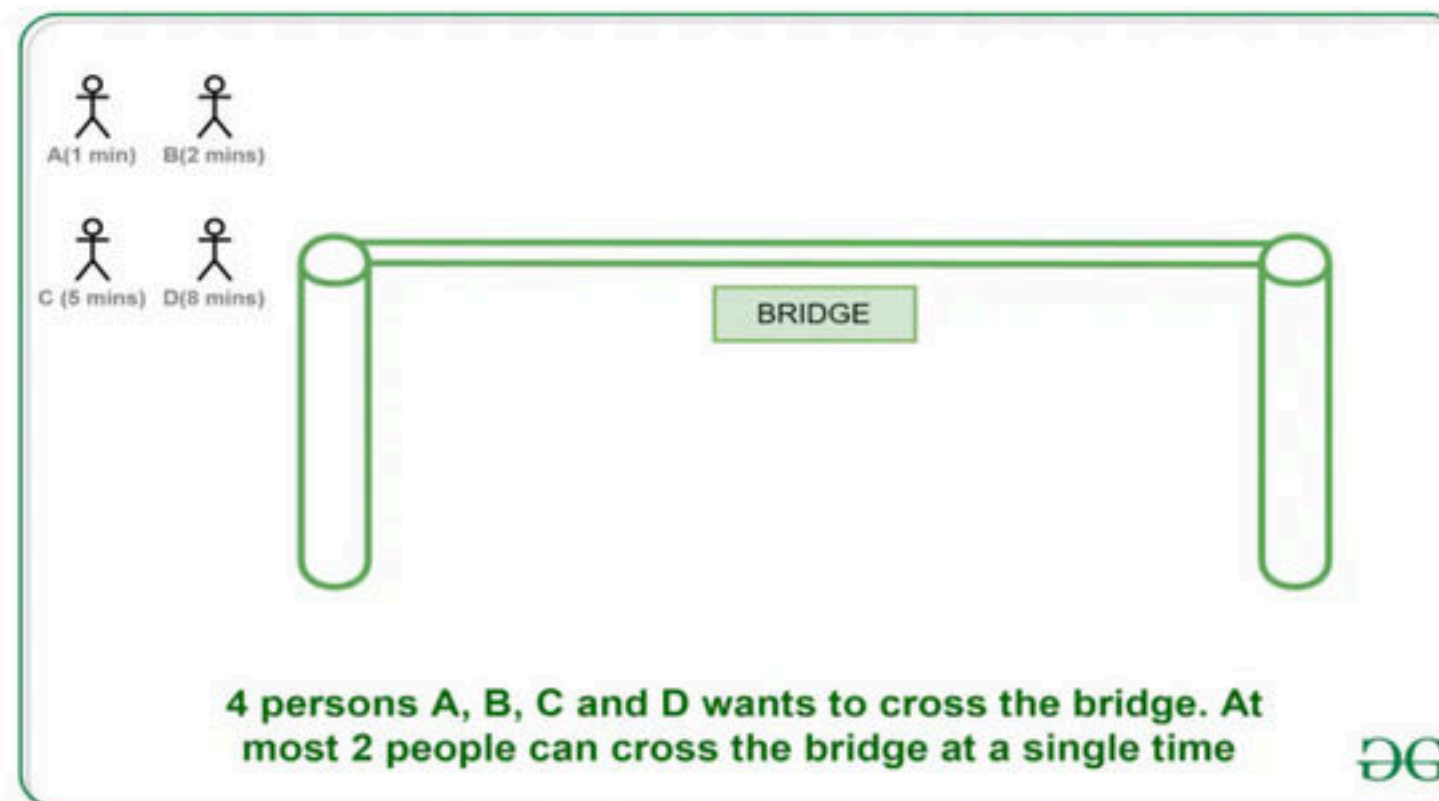 A(1 min) B(2 mins)
C (5 mins) D(8 mins)
BRIDGE
4 persons A, B, C and D wants to cross the bridge. At
most 2 people can cross the bridge at a single time